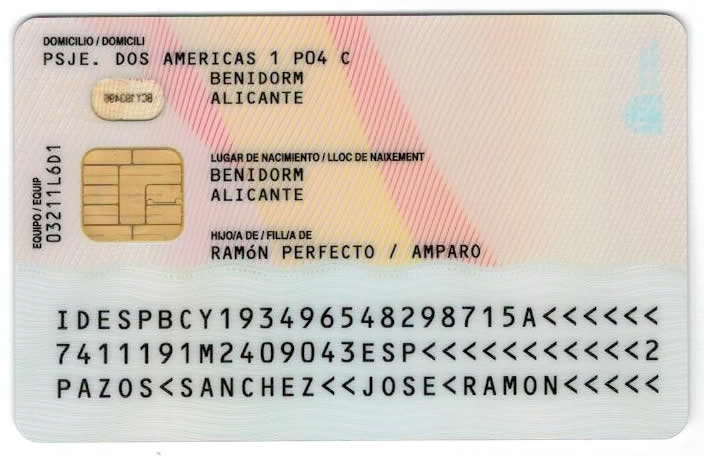 DOMICILIO / DOMICILI
PSJE. DOS AMERICAS 1 P04 C
BENIDORM
ALICANTE
LUGAR DE NACIMIENTO / LLOC DE NAIXEMENT
BENIDORM
ALICANTE
HIJO/A DE / FILL/A DE
RAMóN PERFECTO / AMPARO
EQUIPO / EQUIP
03211L6D1
IDESPBCY193496548298715A<<<<<<
7411191M2409043ESP<<<<<<<<<<<2
PAZOS<SANCHEZ<<JOSE<RAMON<<<<<